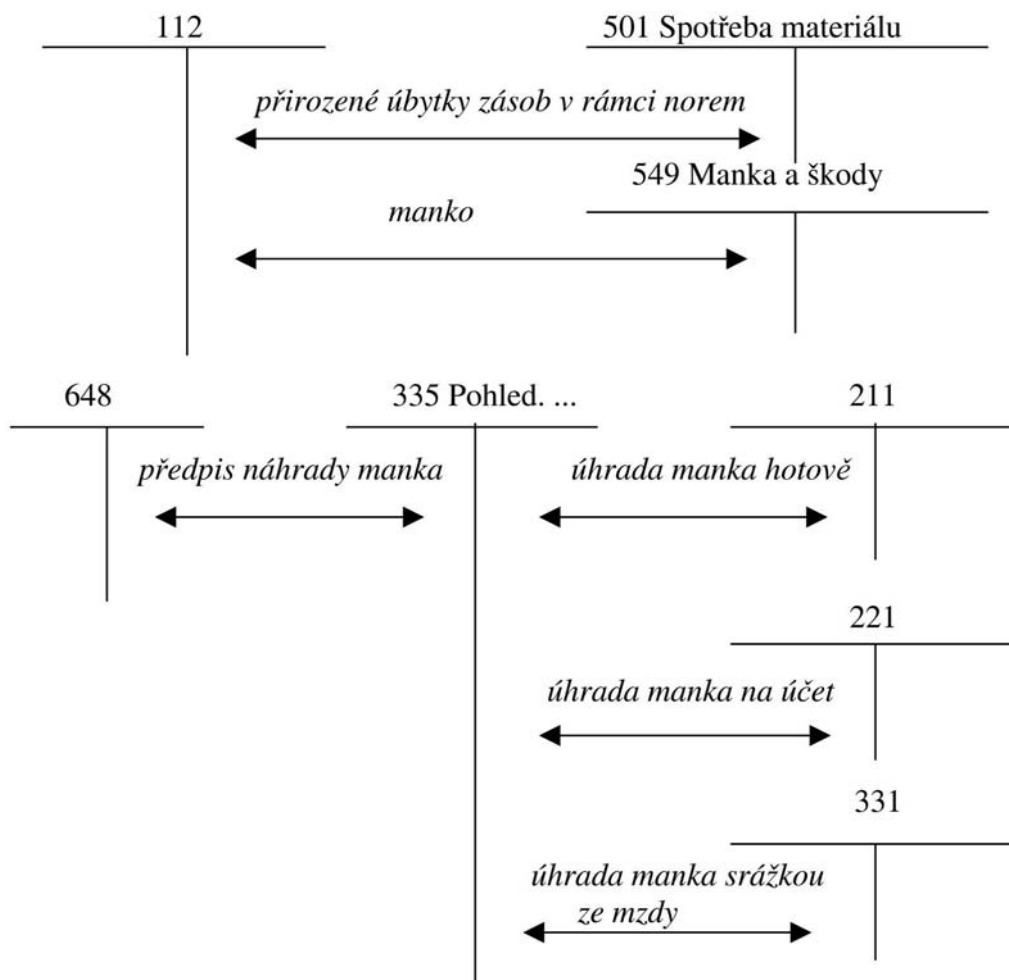 112
501 Spotřeba materiálu
přirozené úbytky zásob v rámci norem
549 Manka a škody
manko
648
335 Pohled. ...
211
předpis náhrady manka
úhrada manka hotově
221
úhrada manka na účet
331
úhrada manka srážkou
ze mzdy